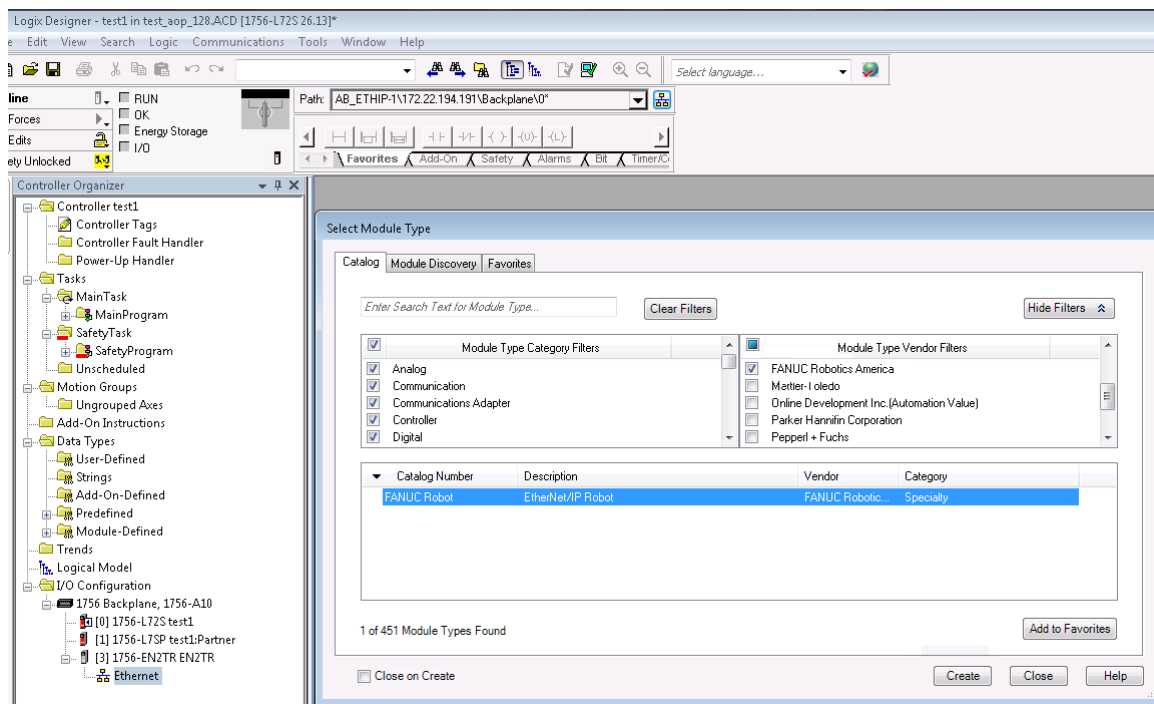 Logix Designer - test1 in test_aop_128.ACD [1756-L72S 26.13]*
e Edit View Search Logic Communications Tools Window Help
Select language...
line
RUN
OK
Energy Storage
I/O
Forces
Edits
ety Unlocked
Path: AB_ETHIP-1\172.22.194.191\Backplane\0*
Favorites Add-On Safety Alarms Bit Timer/C
Controller Organizer
Controller test1
Controller Tags
Controller Fault Handler
Power-Up Handler
Tasks
MainTask
MainProgram
SafetyTask
SafetyProgram
Unscheduled
Motion Groups
Ungrouped Axes
Add-On Instructions
Data Types
User-Defined
Strings
Add-On-Defined
Predefined
Module-Defined
Trends
Logical Model
I/O Configuration
1756 Backplane, 1756-A10
[0] 1756-L72S test1
[1] 1756-L7SP test1:Partner
[3] 1756-EN2TR EN2TR
Ethernet
Select Module Type
Catalog Module Discovery Favorites
Enter Search Text for Module Type...
Clear Filters
Hide Filters
Module Type Category Filters
Analog
Communication
Communications Adapter
Controller
Digital
Module Type Vendor Filters
FANUC Robotics America
Mettler-Toledo
Online Development Inc.(Automation Value)
Parker Hannifin Corporation
Pepperl + Fuchs
Catalog Number Description Vendor Category
FANUC Robot EtherNet/IP Robot FANUC Robotic... Specialty
1 of 451 Module Types Found
Add to Favorites
Close on Create
Create Close Help